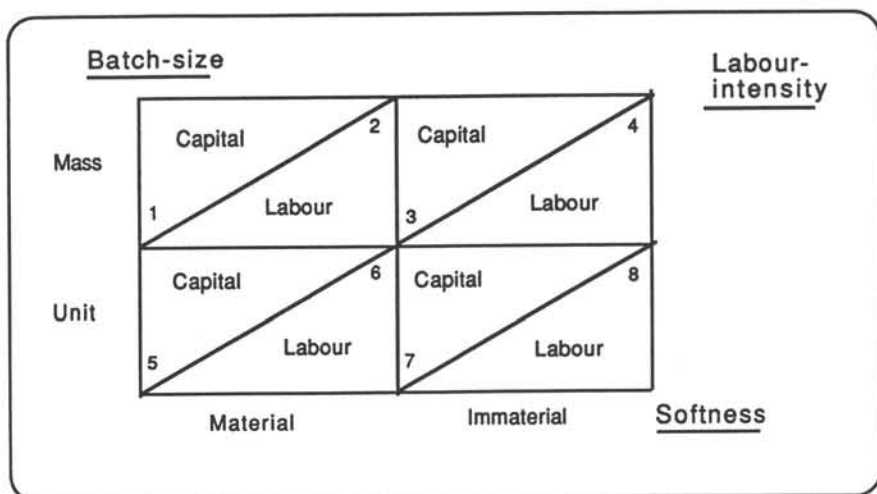 Batch-size
Labour-
intensity
Capital
2
Capital
4
Mass
1
Labour
3
Labour
Capital
6
Capital
8
Unit
5
Labour
7
Labour
Material
Immaterial
Softness